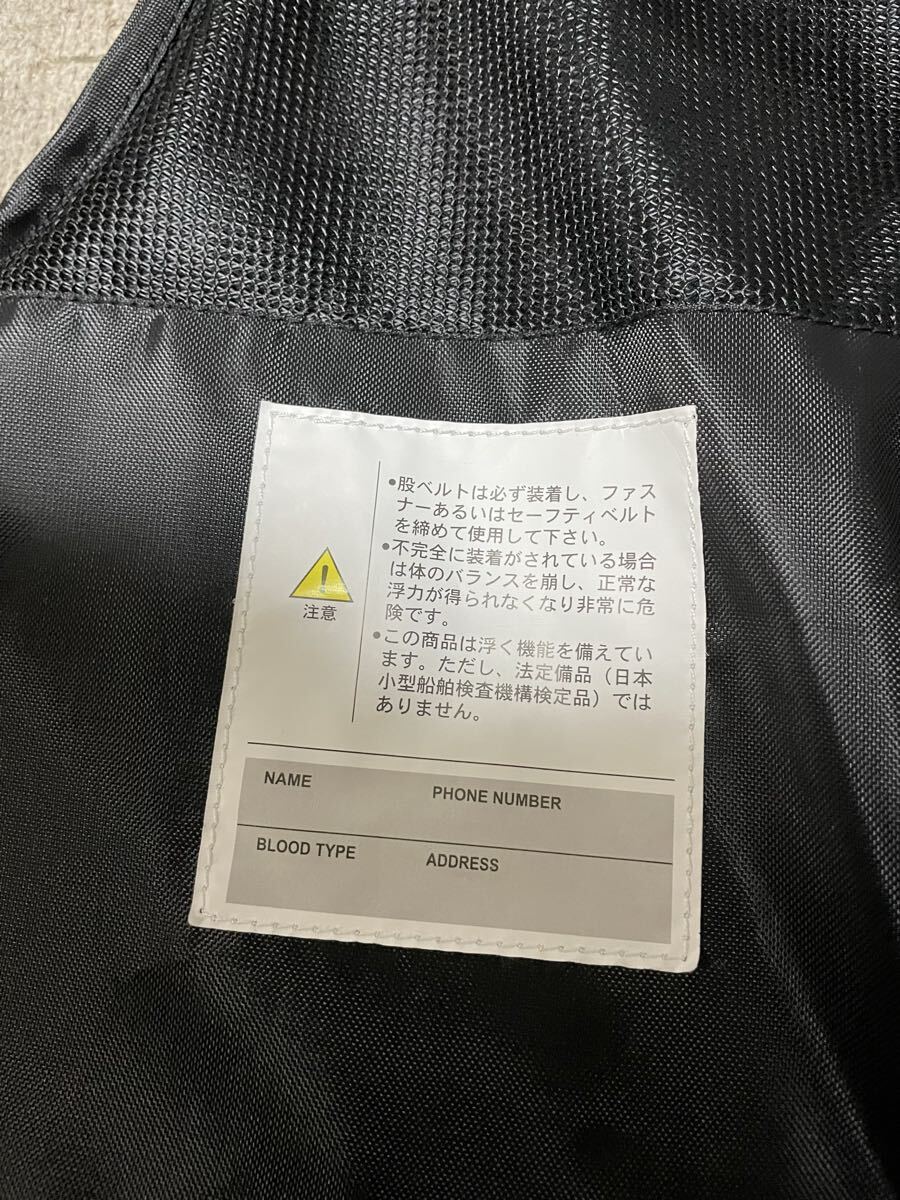 ●股ベルトは必ず装着し、ファス
ナーあるいはセーフティベルト
を締めて使用して下さい。
●不完全に装着がされている場合
は体のバランスを崩し、正常な
浮力が得られなくなり非常に危
険です。
●この商品は浮く機能を備えてい
ます。ただし、法定備品（日本
小型船舶検査機構検定品）では
ありません。
注意
NAME
PHONE NUMBER
BLOOD TYPE
ADDRESS